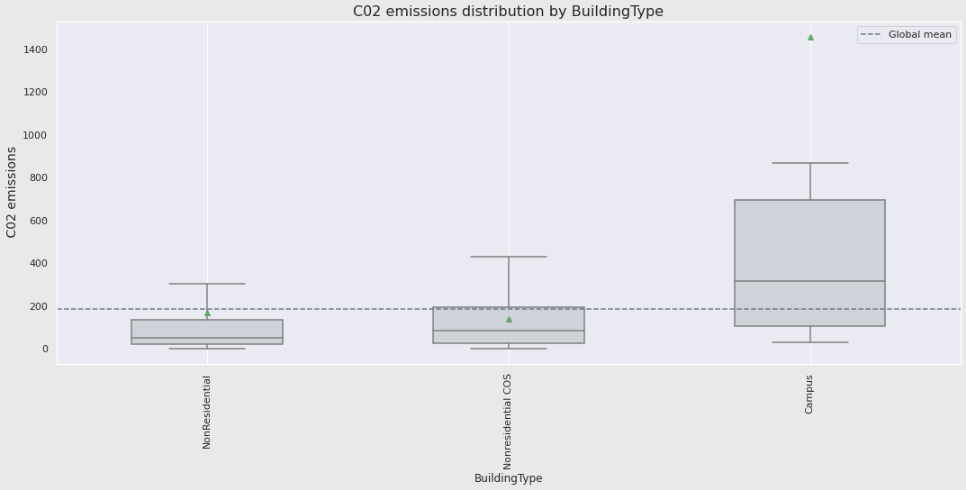 C02 emissions distribution by BuildingType
Global mean
C02 emissions
1400
1200
1000
800
600
400
200
0
NonResidential
Nonresidential COS
Campus
BuildingType